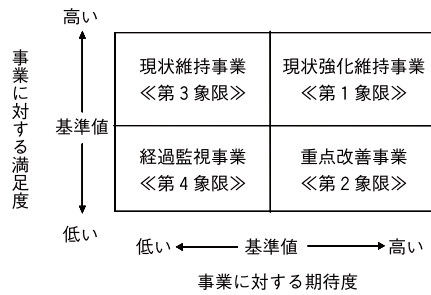 高い
事業に対する満足度
基準値
低い
現状維持事業
≪第3象限≫
現状強化維持事業
≪第1象限≫
経過監視事業
≪第4象限≫
重点改善事業
≪第2象限≫
低い
基準値
高い
事業に対する期待度